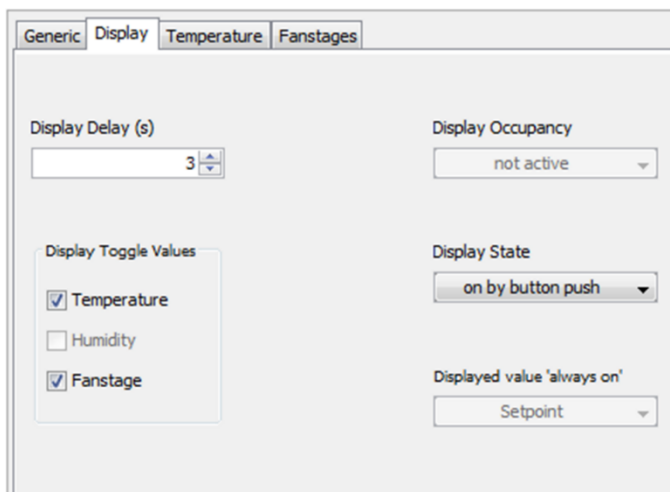 Generic Display Temperature Fanstages
Display Delay (s)
3
Display Occupancy
not active
Display Toggle Values
Temperature
Humidity
Fanstage
Display State
on by button push
Displayed value 'always on'
Setpoint